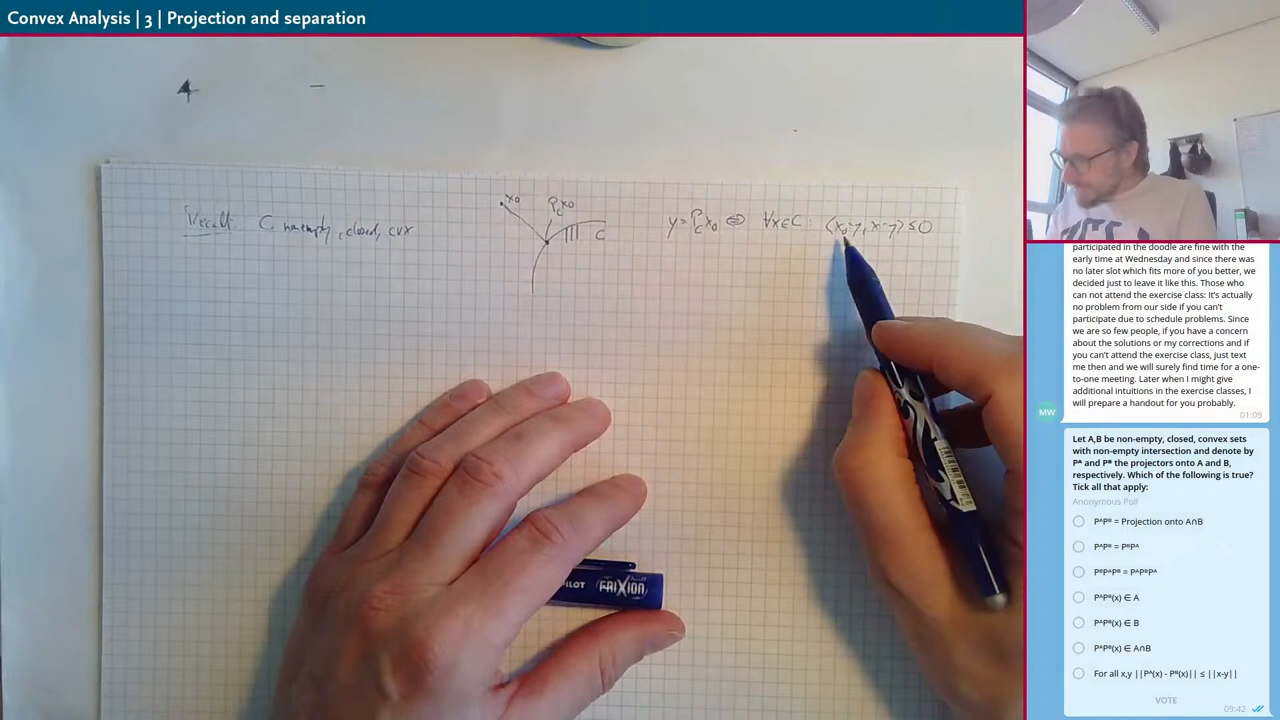 Convex Analysis | 3 | Projection and separation
Recall: C nonempty, closed, cvx
x₀
P_C x₀
C
y = P_C x₀ ⇔ ∀x∈C : ⟨x₀-y, x-y⟩ ≤ 0
PILOT FRIXION
participated in the doodle are fine with the
early time at Wednesday and since there was
no later slot which fits more of you better, we
decided just to leave it like this. Those who
can not attend the exercise class: It's actually
no problem from our side if you can't
participate due to schedule problems. Since
we are so few people, if you have a concern
about the solutions or my corrections and if
you can't attend the exercise class, just text
me then and we will surely find time for a one-
to-one meeting. Later when I might give
additional intuitions in the exercise classes, I
will prepare a handout for you probably.
01:09
MW
Let A,B be non-empty, closed, convex sets
with non-empty intersection and denote by
Pᴬ and Pᴮ the projectors onto A and B,
respectively. Which of the following is true?
Tick all that apply:
Anonymous Poll
PᴬPᴮ = Projection onto A∩B
PᴬPᴮ = PᴮPᴬ
PᴮPᴬPᴮ = PᴬPᴮPᴬ
PᴬPᴮ(x) ∈ A
PᴬPᴮ(x) ∈ B
PᴬPᴮ(x) ∈ A∩B
For all x,y ||Pᴬ(x) - Pᴮ(x)|| ≤ ||x-y||
VOTE
09:42